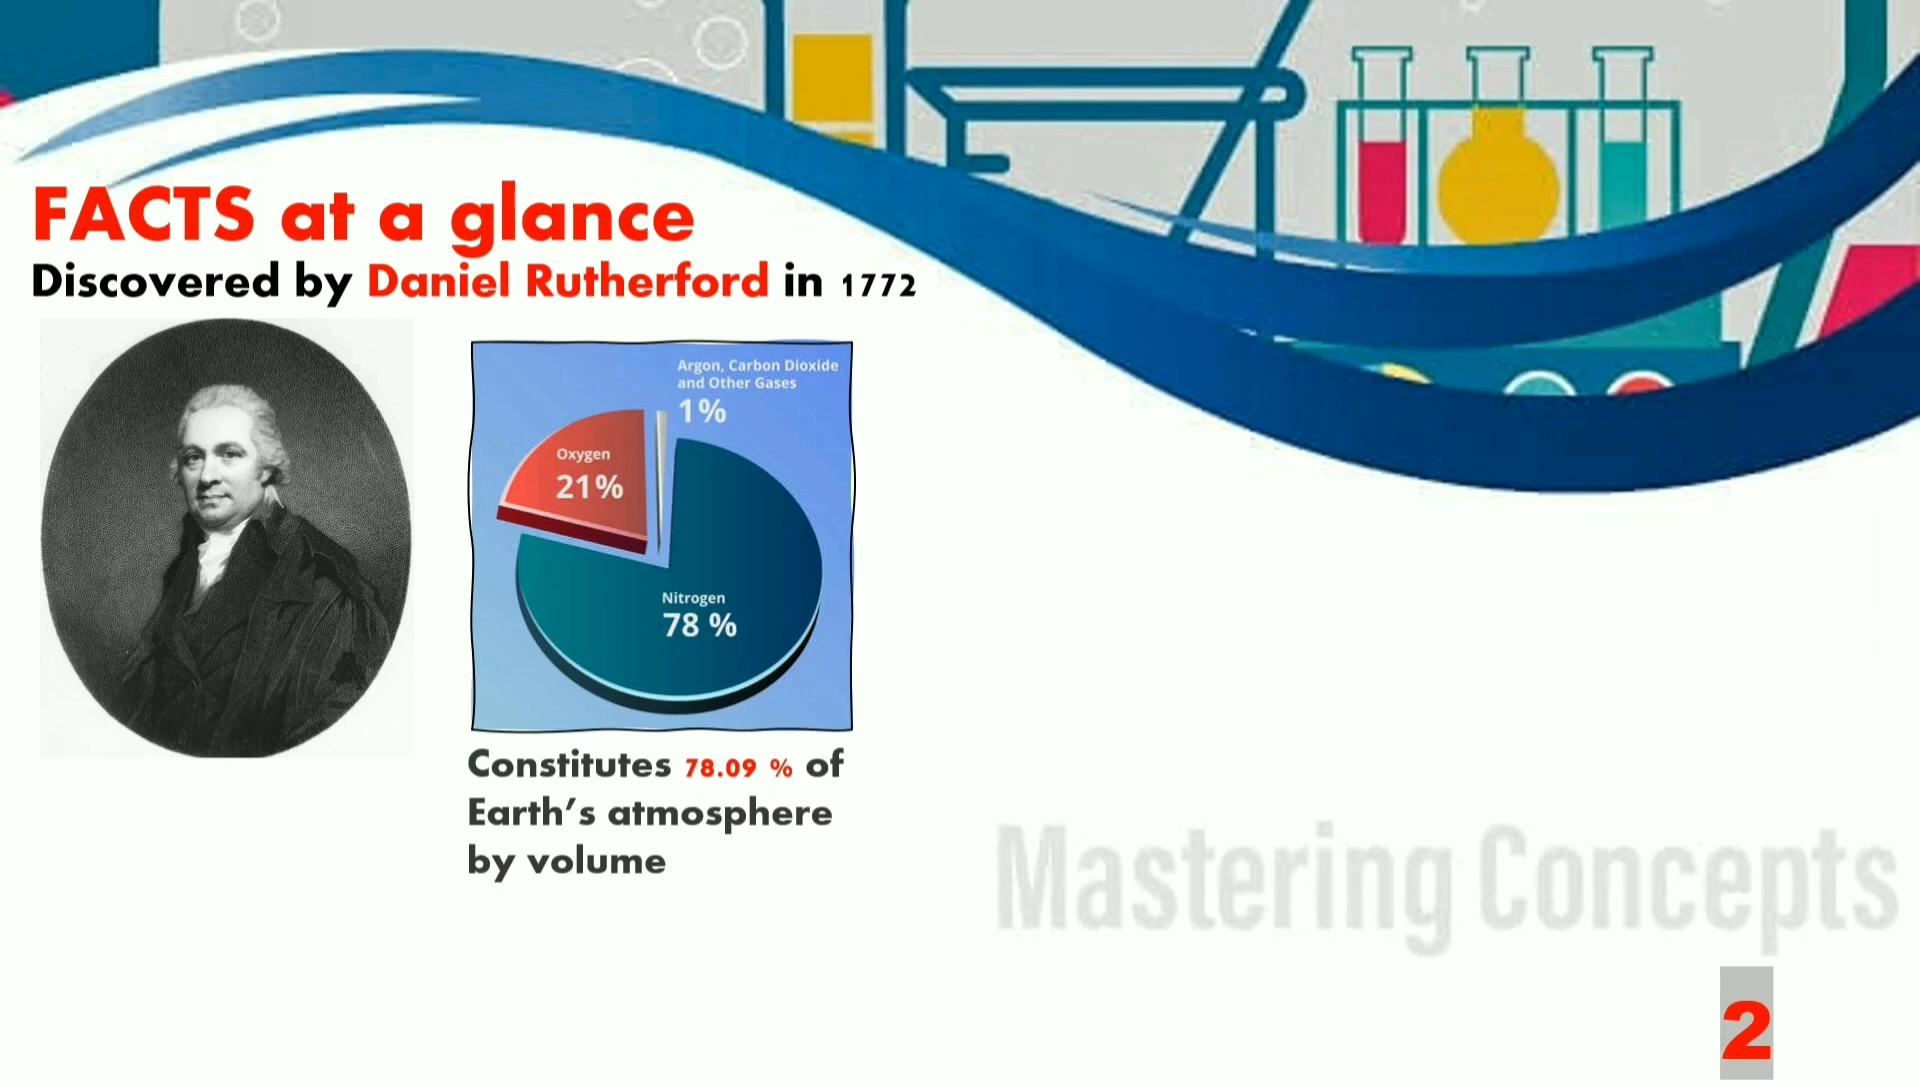 FACTS at a glance
Discovered by Daniel Rutherford in 1772
Argon, Carbon Dioxide
and Other Gases
1%
Oxygen
21%
Nitrogen
78 %
Constitutes 78.09 % of
Earth's atmosphere
by volume
Mastering Concepts
2